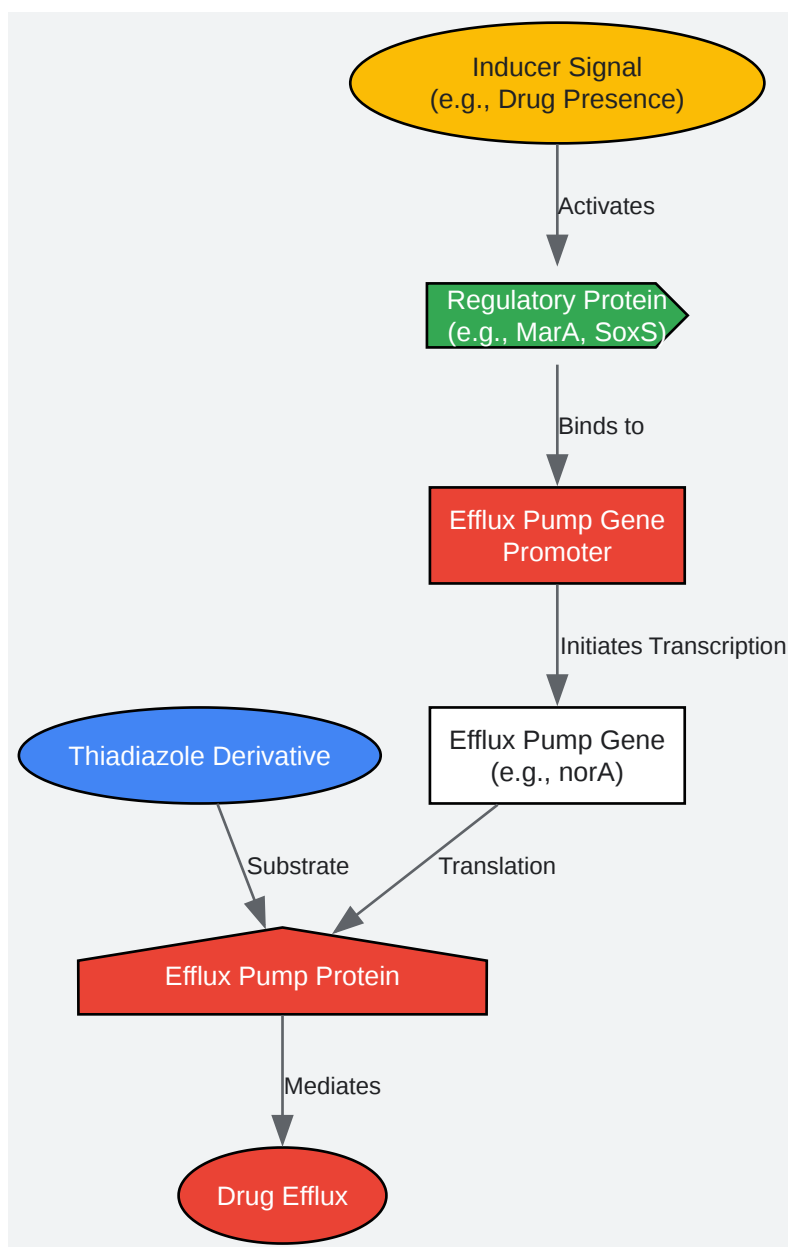 Inducer Signal
(e.g., Drug Presence)
Activates
Regulatory Protein
(e.g., MarA, SoxS)
Binds to
Efflux Pump Gene
Promoter
Initiates Transcription
Efflux Pump Gene
(e.g., norA)
Thiadiazole Derivative
Substrate
Translation
Efflux Pump Protein
Mediates
Drug Efflux